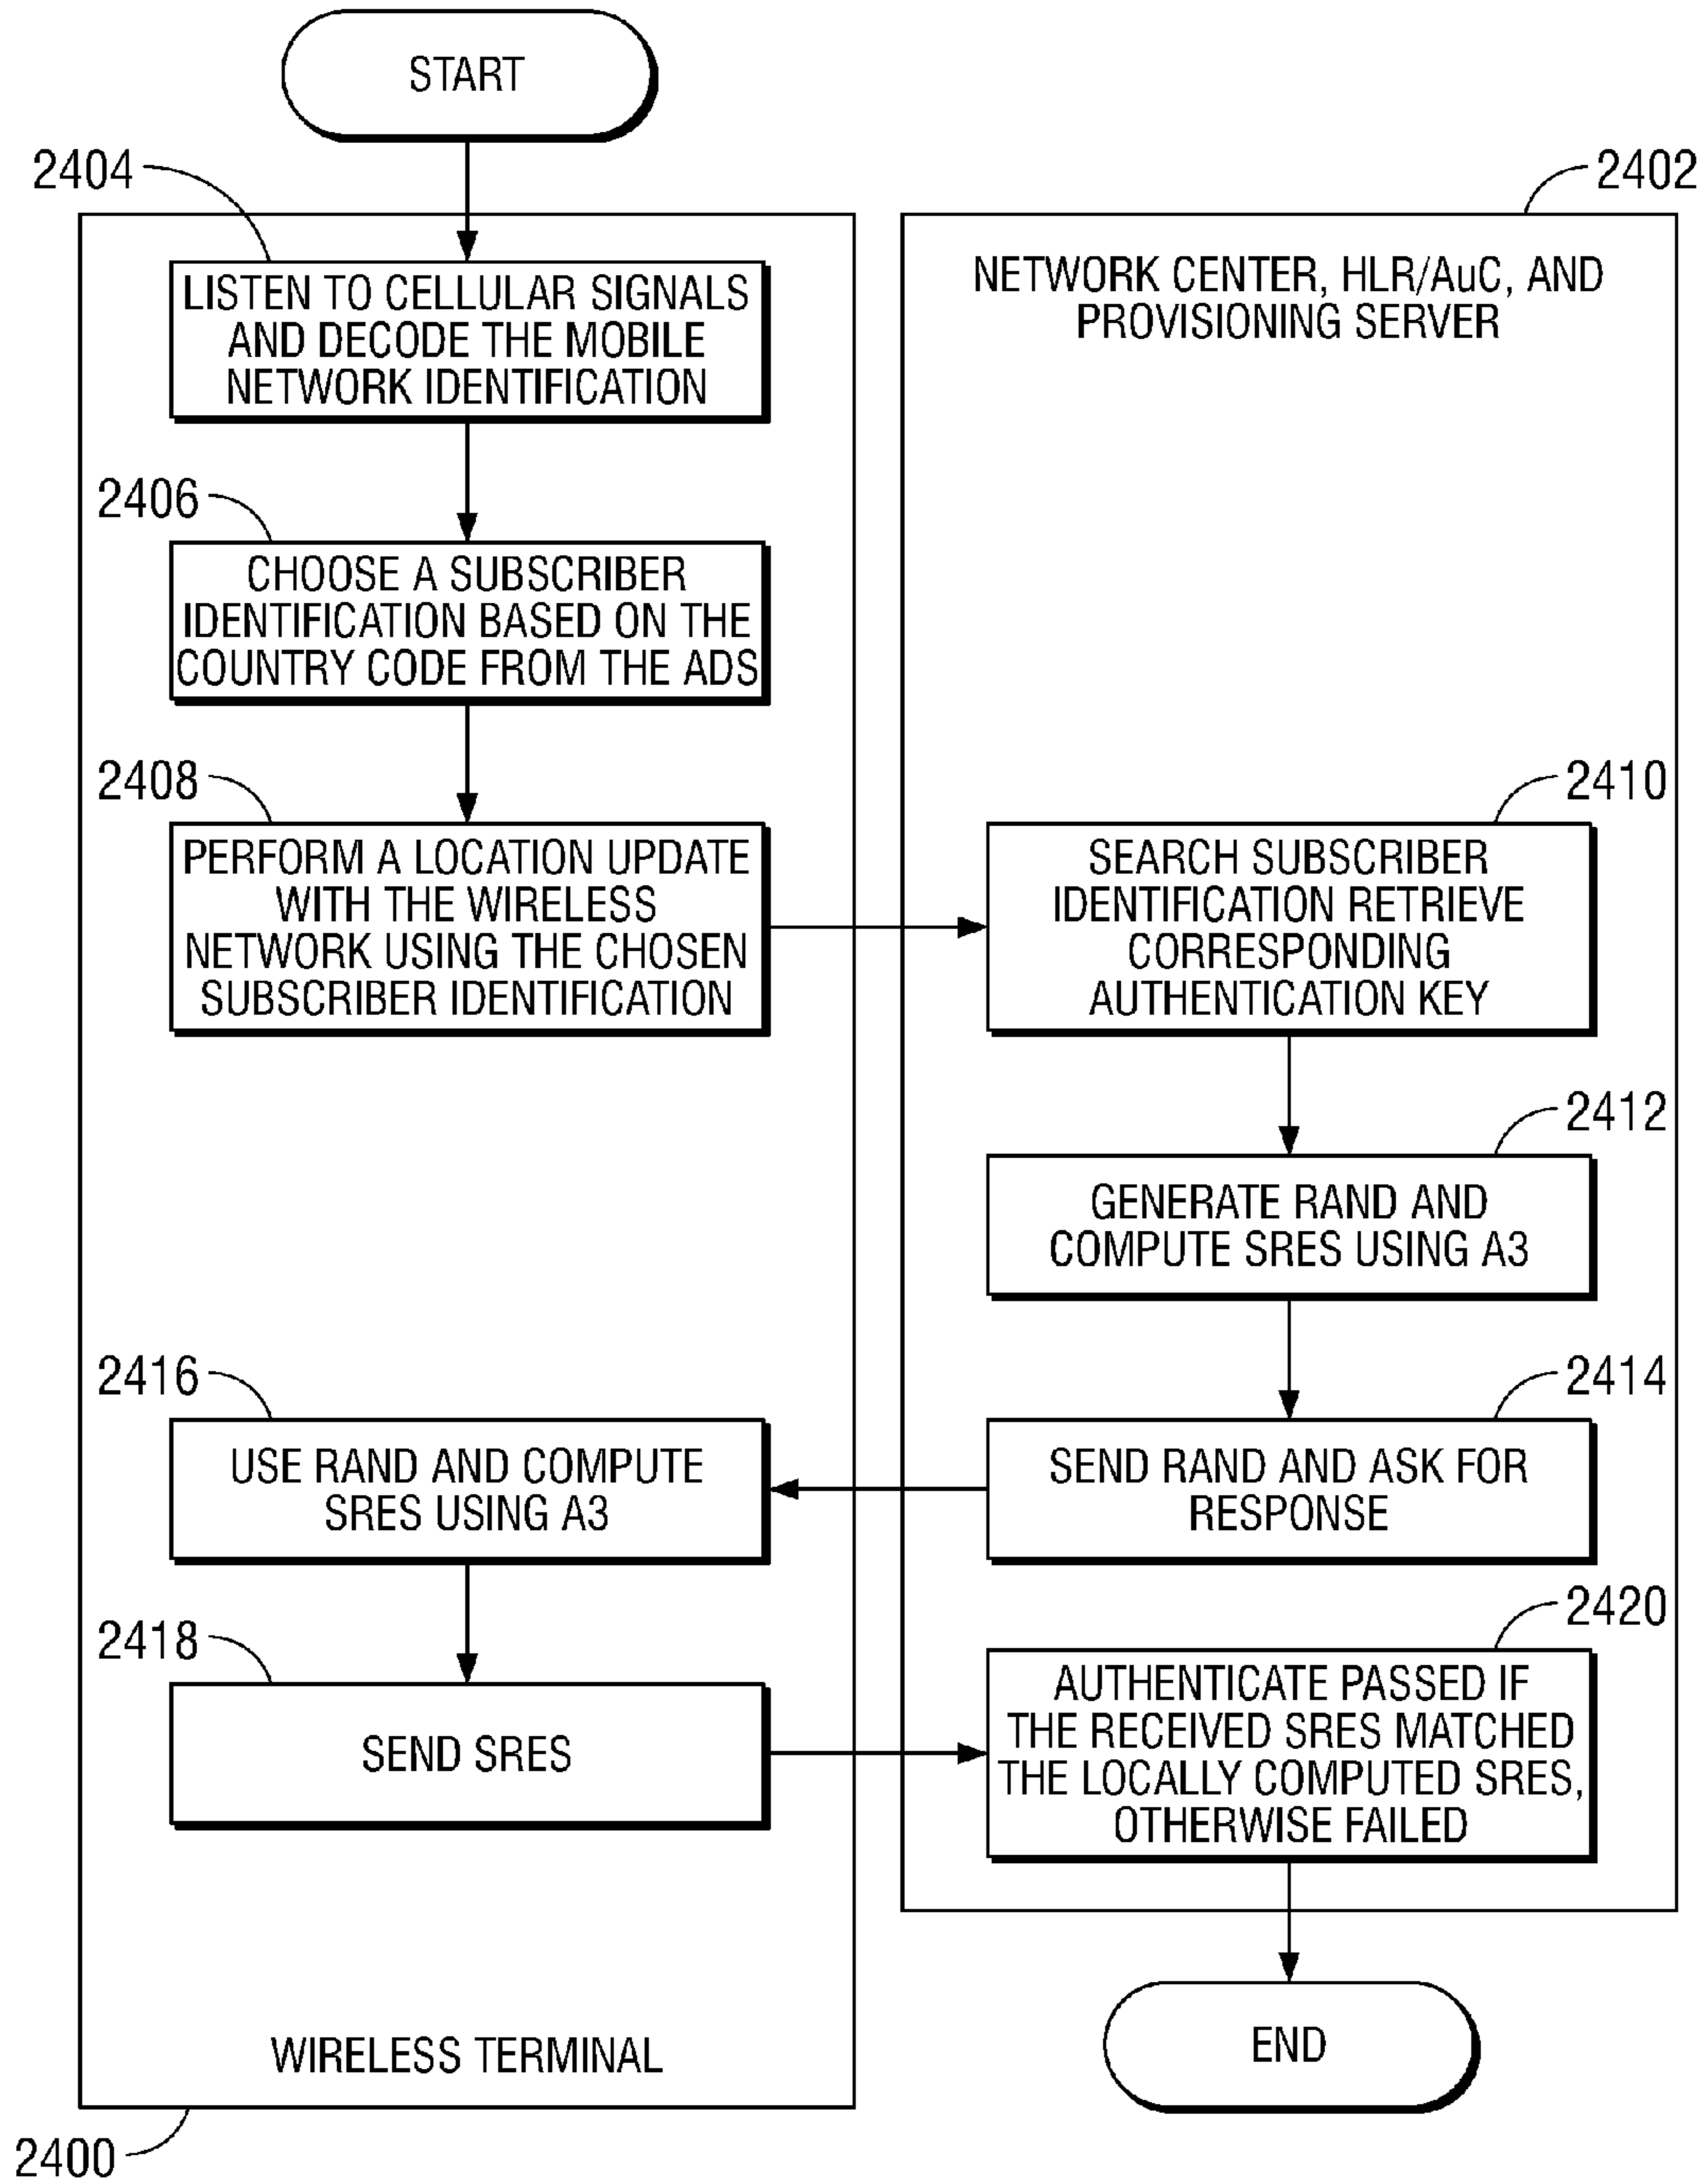 START
2404
2402
LISTEN TO CELLULAR SIGNALS
AND DECODE THE MOBILE
NETWORK IDENTIFICATION
NETWORK CENTER, HLR/AuC, AND
PROVISIONING SERVER
2406
CHOOSE A SUBSCRIBER
IDENTIFICATION BASED ON THE
COUNTRY CODE FROM THE ADS
2408
PERFORM A LOCATION UPDATE
WITH THE WIRELESS
NETWORK USING THE CHOSEN
SUBSCRIBER IDENTIFICATION
2410
SEARCH SUBSCRIBER
IDENTIFICATION RETRIEVE
CORRESPONDING
AUTHENTICATION KEY
2412
GENERATE RAND AND
COMPUTE SRES USING A3
2414
SEND RAND AND ASK FOR
RESPONSE
2416
USE RAND AND COMPUTE
SRES USING A3
2418
SEND SRES
2420
AUTHENTICATE PASSED IF
THE RECEIVED SRES MATCHED
THE LOCALLY COMPUTED SRES,
OTHERWISE FAILED
END
WIRELESS TERMINAL
2400